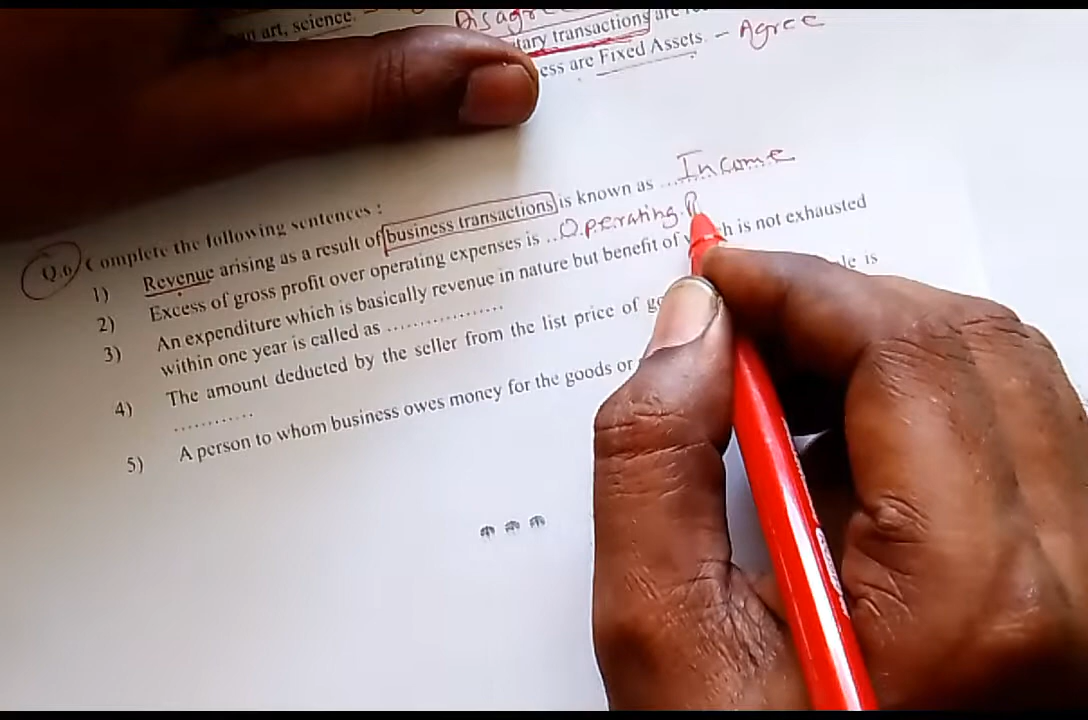 an art, science.
Disagree
tary transactions are
ess are Fixed Assets. - Agree
Q.6) Complete the following sentences :
1) Revenue arising as a result of business transactions is known as ... Income
2) Excess of gross profit over operating expenses is ... Operating P
3) An expenditure which is basically revenue in nature but benefit of is not exhausted
within one year is called as ..................
4) The amount deducted by the seller from the list price of is
............
5) A person to whom business owes money for the goods or